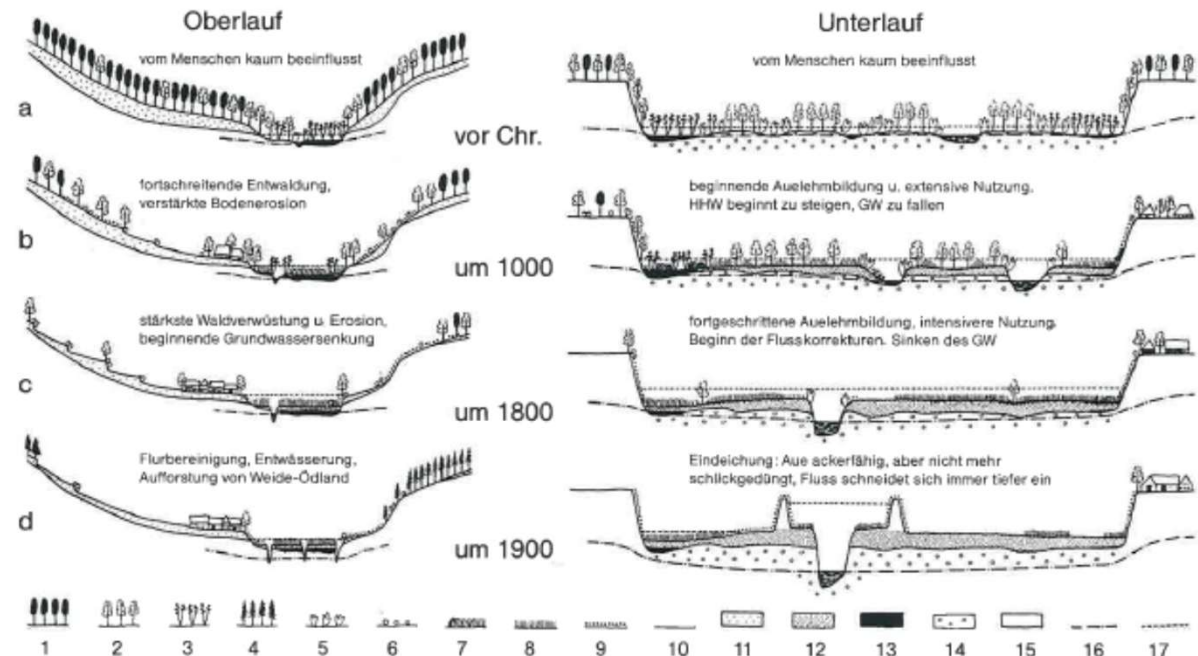 Oberlauf
Unterlauf
vom Menschen kaum beeinflusst
vom Menschen kaum beeinflusst
a
vor Chr.
fortschreitende Entwaldung,
verstärkte Bodenerosion
beginnende Auelehmbildung u. extensive Nutzung.
HHW beginnt zu steigen, GW zu fallen
b
um 1000
stärkste Waldverwüstung u. Erosion,
beginnende Grundwassersenkung
fortgeschrittene Auelehmbildung, intensivere Nutzung.
Beginn der Flusskorrekturen. Sinken des GW
c
um 1800
Flurbereinigung, Entwässerung,
Aufforstung von Weide-Ödland
Eindeichung: Aue ackerfähig, aber nicht mehr
schlickgedüngt, Fluss schneidet sich immer tiefer ein
d
um 1900
1 2 3 4 5 6 7 8 9 10 11 12 13 14 15 16 17